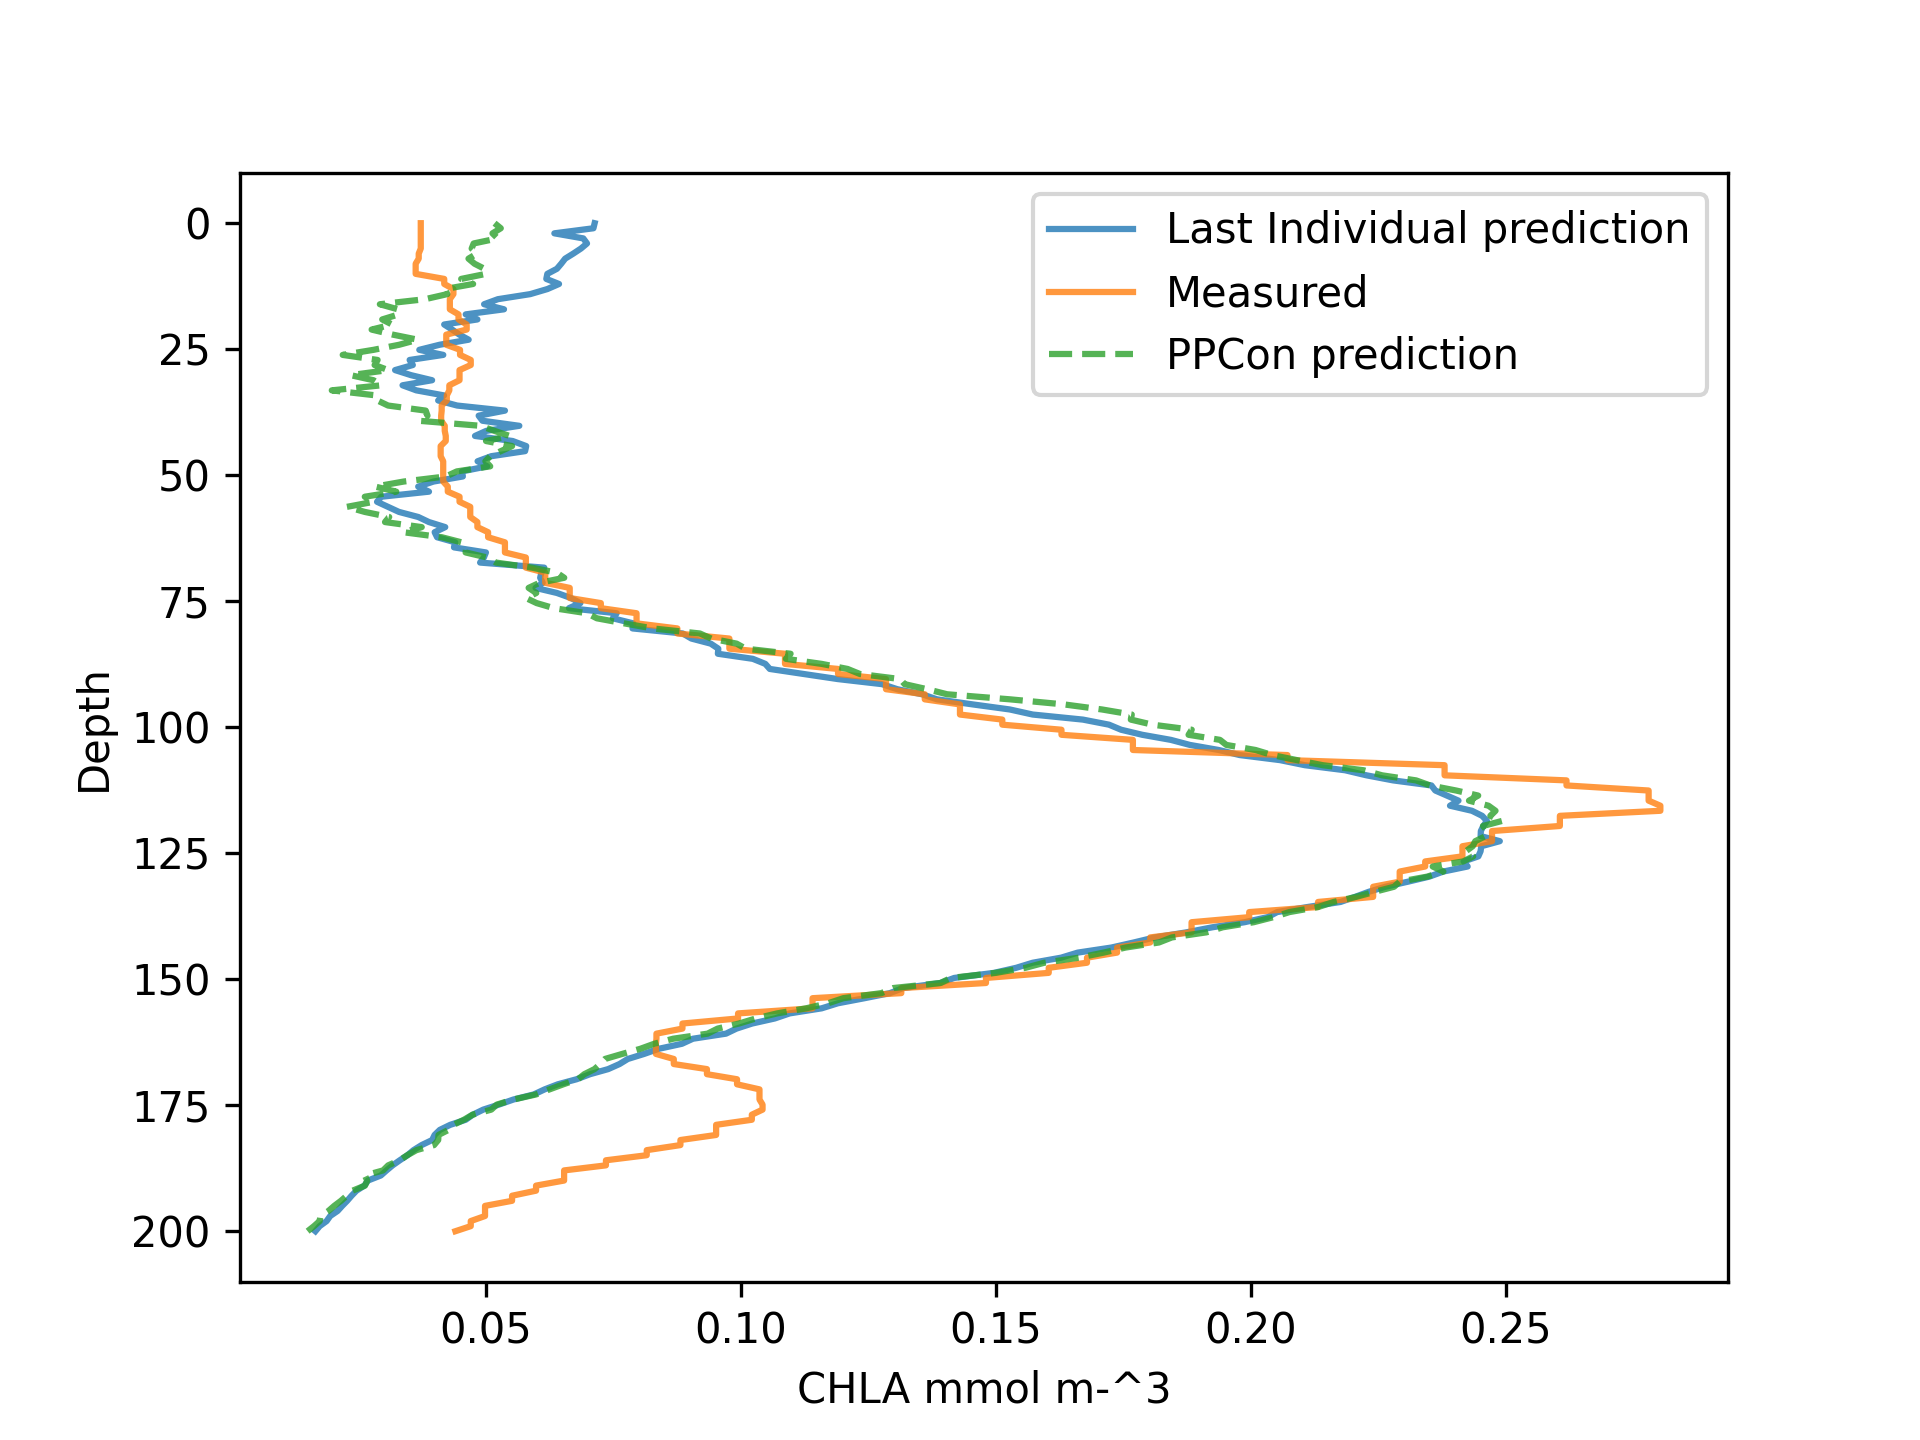 Last Individual prediction
Measured
PPCon prediction
0
25
50
75
100
125
150
175
200
Depth
0.05 0.10 0.15 0.20 0.25
CHLA mmol m-^3